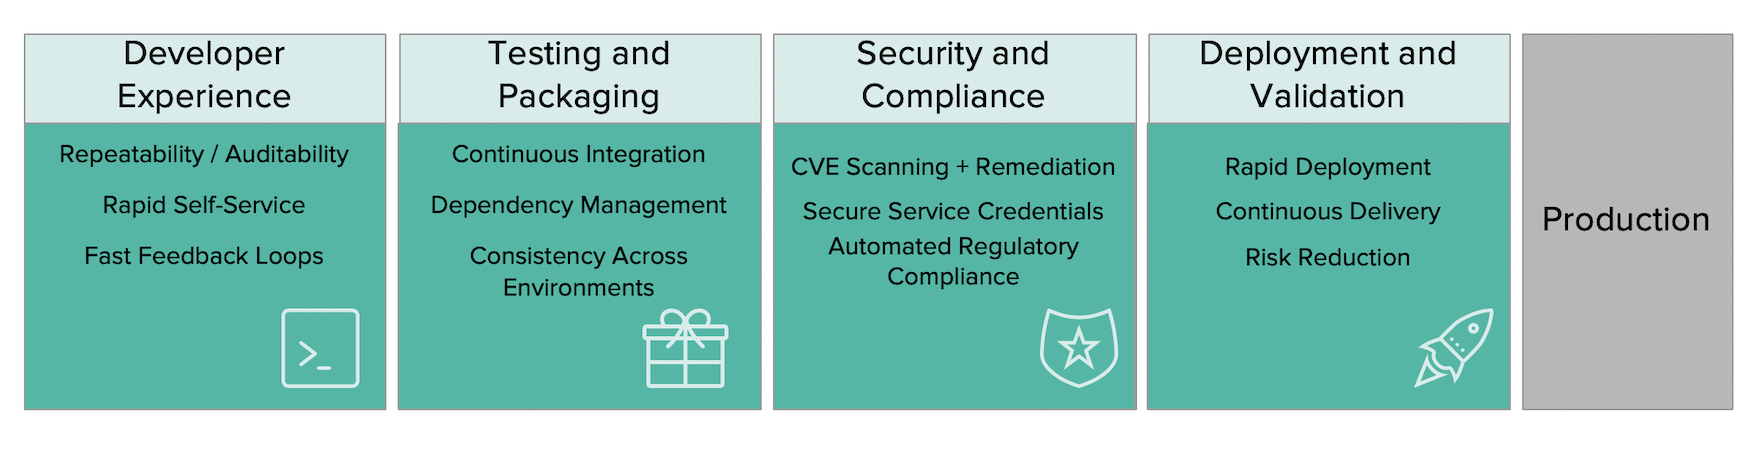 Developer
Experience
Repeatability / Auditability
Rapid Self-Service
Fast Feedback Loops
Testing and
Packaging
Continuous Integration
Dependency Management
Consistency Across
Environments
Security and
Compliance
CVE Scanning + Remediation
Secure Service Credentials
Automated Regulatory
Compliance
Deployment and
Validation
Rapid Deployment
Continuous Delivery
Risk Reduction
Production